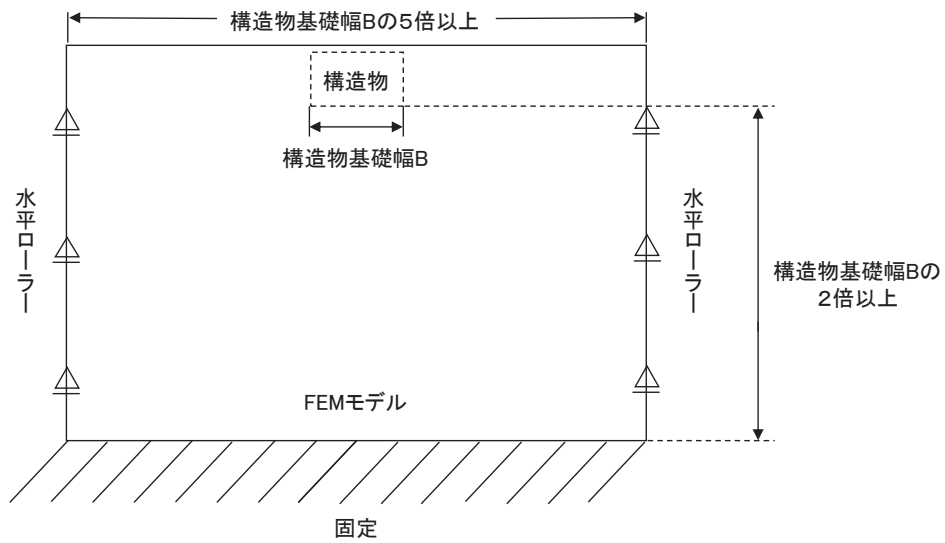 構造物基礎幅Bの5倍以上
構造物
構造物基礎幅B
水平ローラー
水平ローラー
構造物基礎幅Bの
2倍以上
FEMモデル
固定